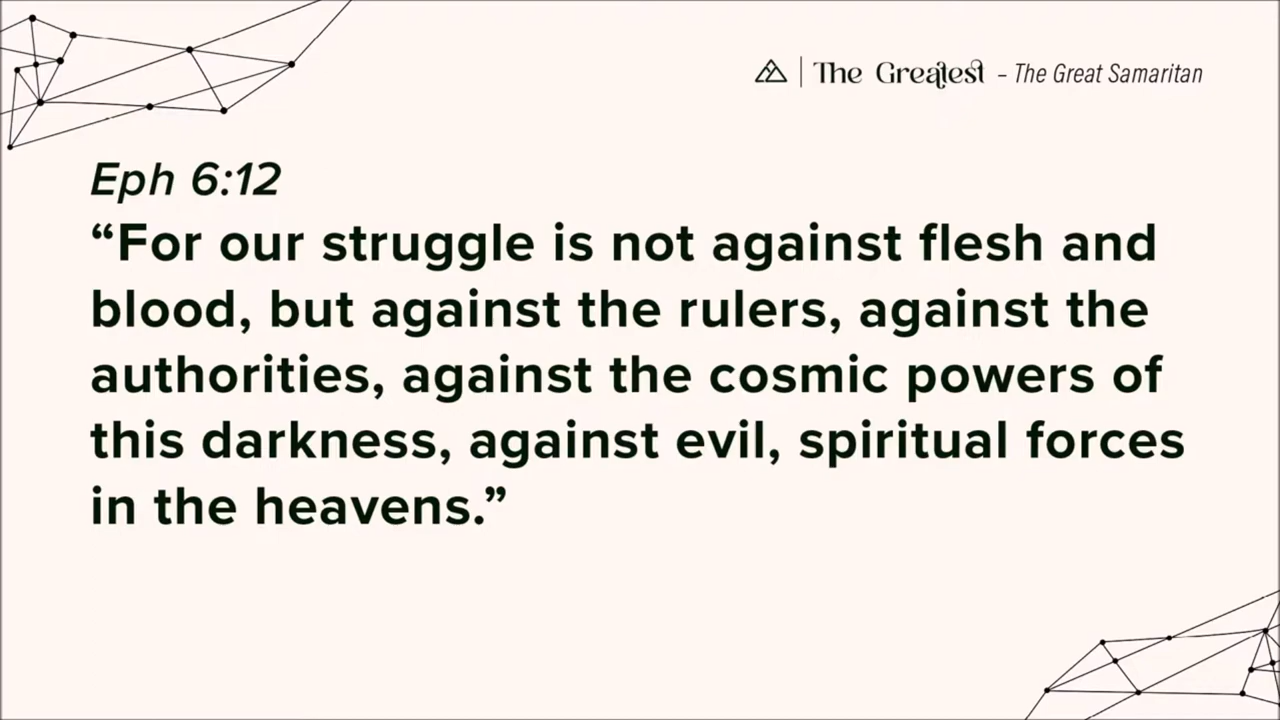 The Greatest – The Great Samaritan
Eph 6:12
“For our struggle is not against flesh and
blood, but against the rulers, against the
authorities, against the cosmic powers of
this darkness, against evil, spiritual forces
in the heavens.”